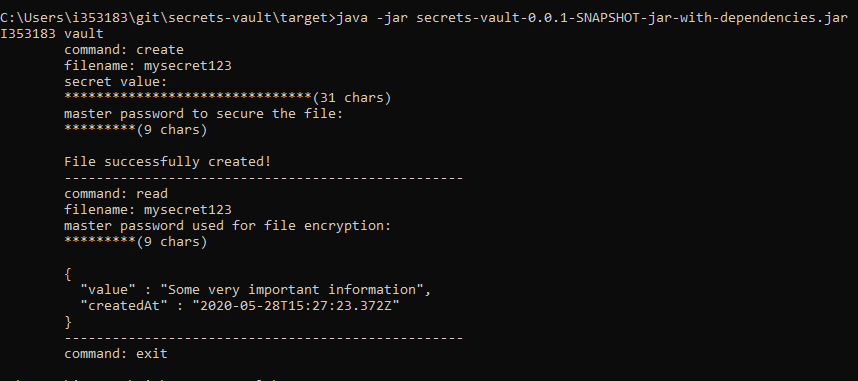 C:\Users\i353183\git\secrets-vault\target>java -jar secrets-vault-0.0.1-SNAPSHOT-jar-with-dependencies.jar
I353183 vault
command: create
filename: mysecret123
secret value:
*******************************(31 chars)
master password to secure the file:
*********(9 chars)
File successfully created!
--------------------------------------------------
command: read
filename: mysecret123
master password used for file encryption:
*********(9 chars)
{
"value" : "Some very important information",
"createdAt" : "2020-05-28T15:27:23.372Z"
}
--------------------------------------------------
command: exit